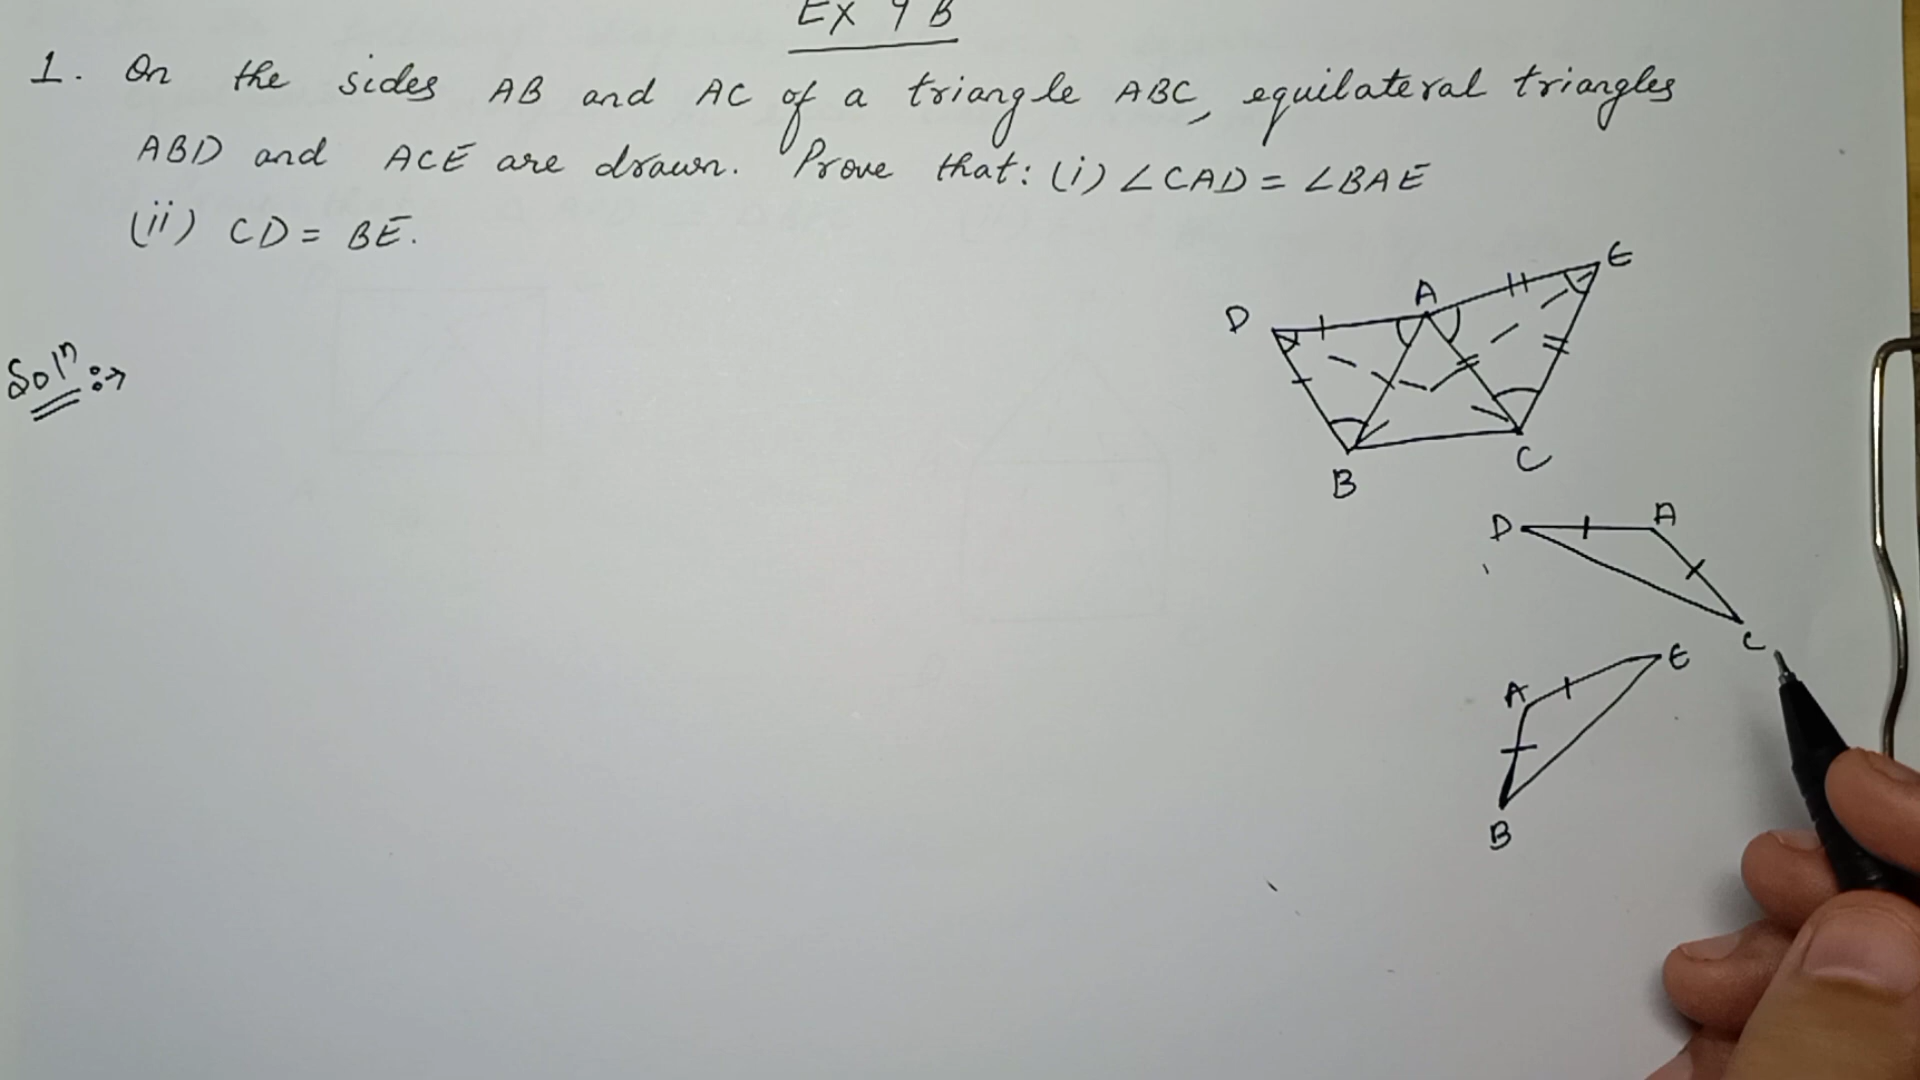 Ex 9 B
1. On the sides AB and AC of a triangle ABC, equilateral triangles
ABD and ACE are drawn. Prove that: (i) ∠CAD = ∠BAE
(ii) CD = BE.
Solⁿ :→
A
E
D
B
C
D
A
C
A
E
B